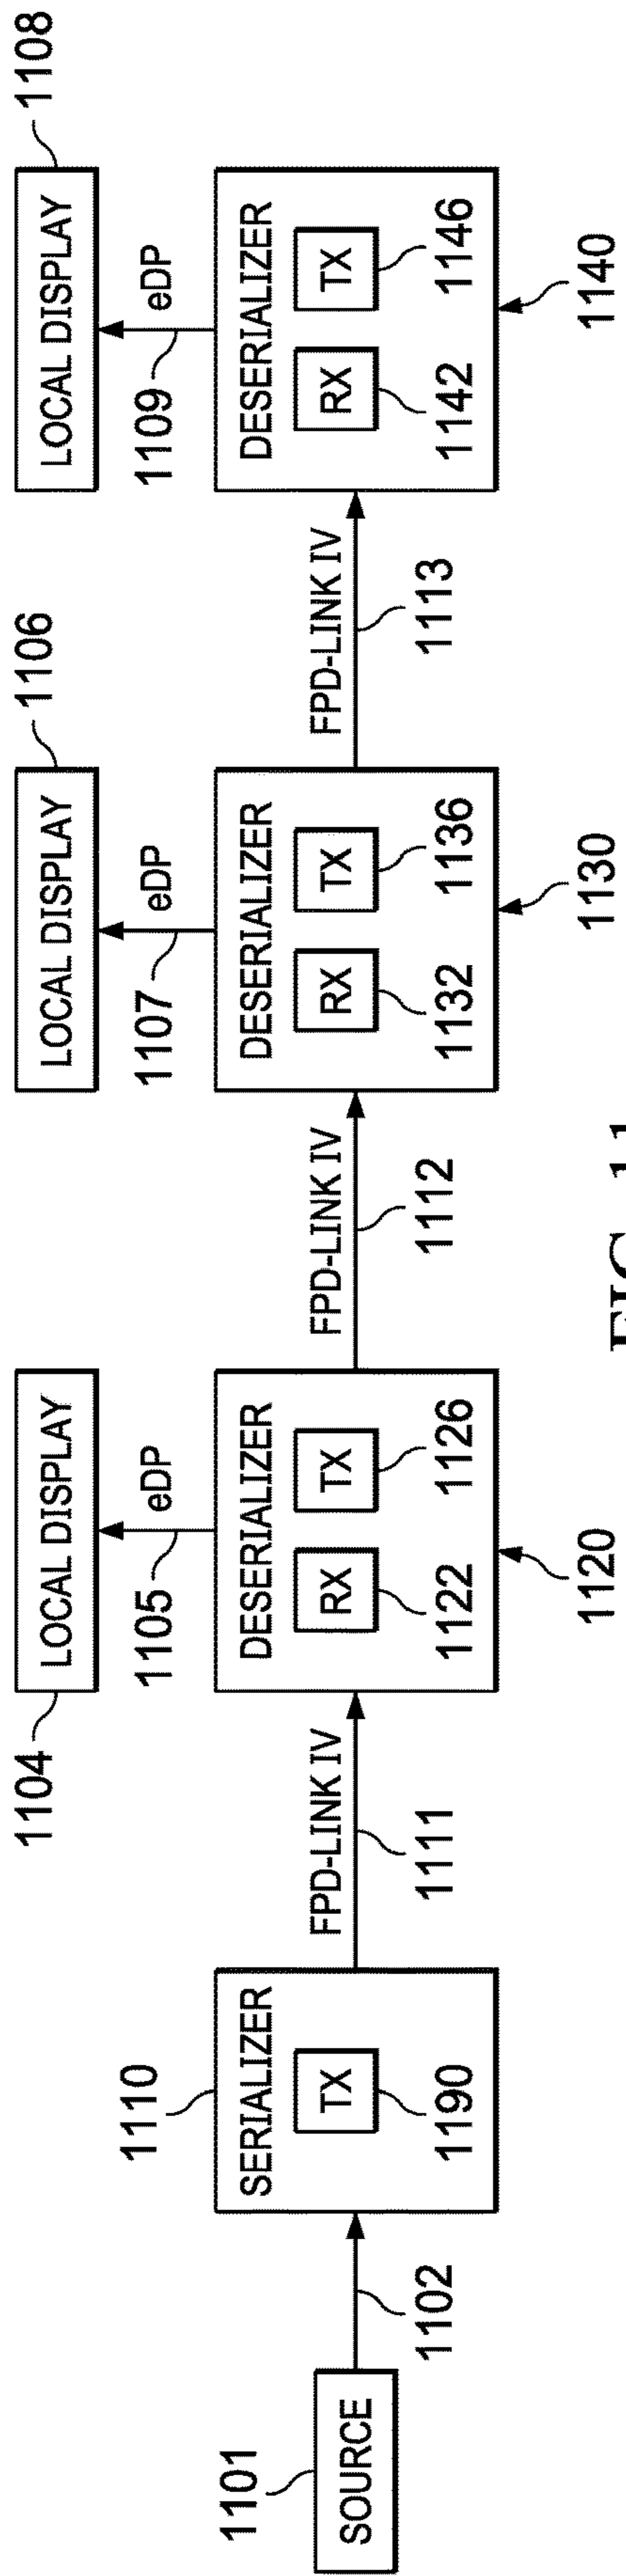 1104
LOCAL DISPLAY
1106
LOCAL DISPLAY
1108
LOCAL DISPLAY
1105
eDP
1107
eDP
1109
eDP
1101
SOURCE
1102
1110
SERIALIZER
TX
1190
FPD-LINK IV
1111
DESERIALIZER
RX
TX
1122
1126
1120
FPD-LINK IV
1112
DESERIALIZER
RX
TX
1132
1136
1130
FPD-LINK IV
1113
DESERIALIZER
RX
TX
1142
1146
1140